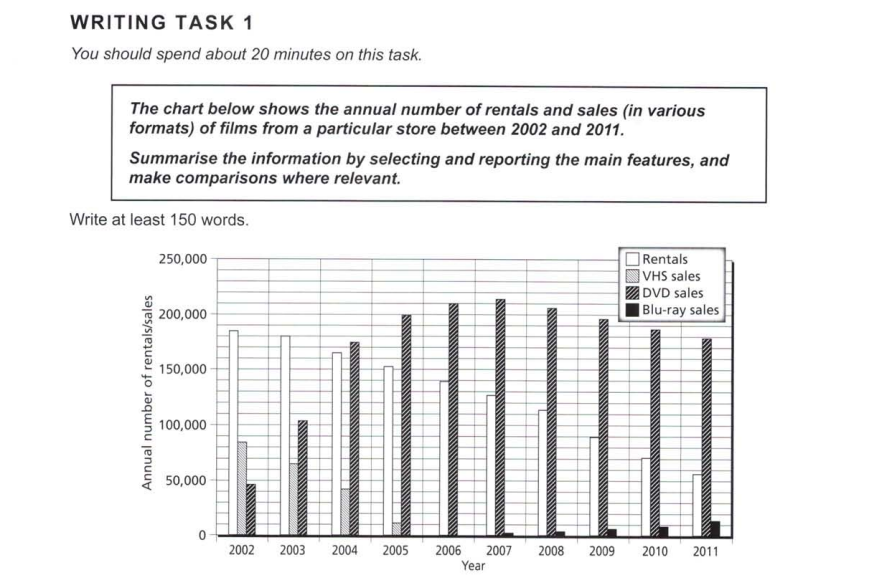 WRITING TASK 1
You should spend about 20 minutes on this task.
The chart below shows the annual number of rentals and sales (in various
formats) of films from a particular store between 2002 and 2011.
Summarise the information by selecting and reporting the main features, and
make comparisons where relevant.
Write at least 150 words.
Annual number of rentals/sales
250,000
200,000
150,000
100,000
50,000
0
Rentals
VHS sales
DVD sales
Blu-ray sales
2002 2003 2004 2005 2006 2007 2008 2009 2010 2011
Year